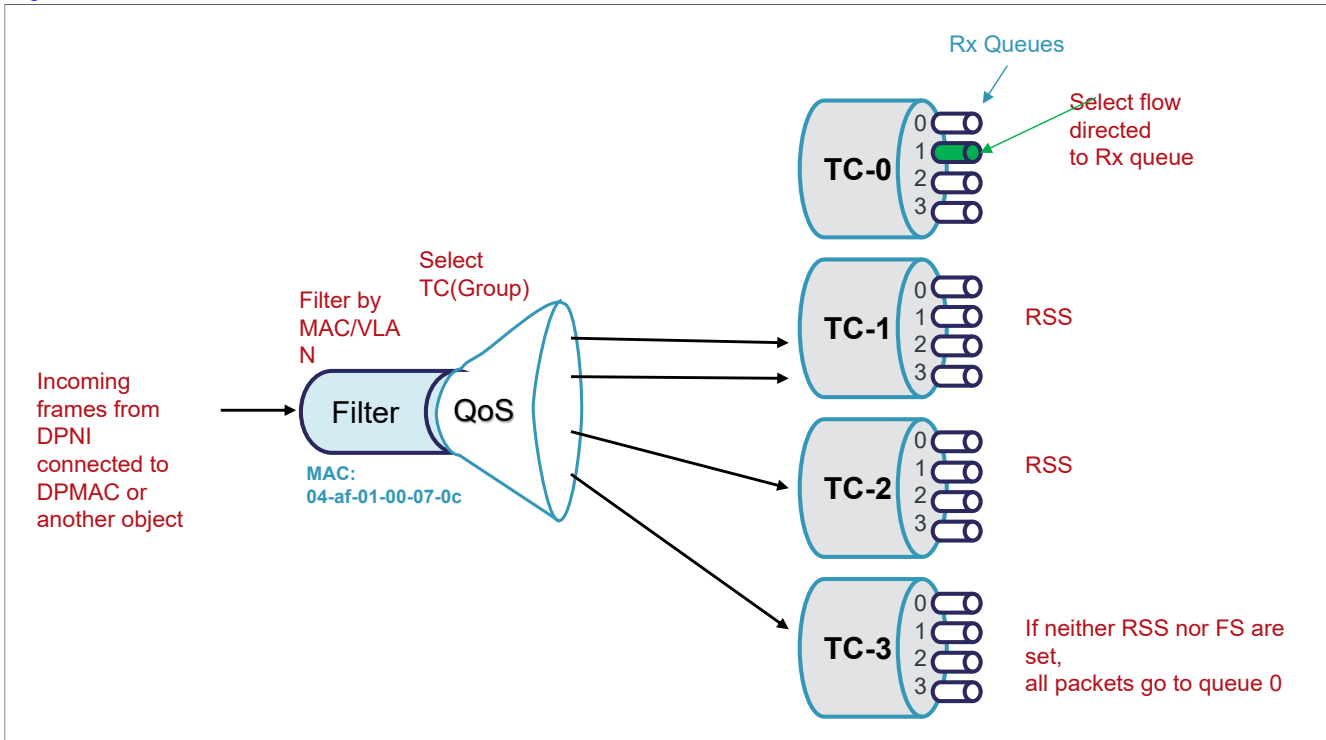 Rx Queues
Select flow
directed
to Rx queue
0
1
2
3
TC-0
Select
TC(Group)
Filter by
MAC/VLA
N
0
1
2
3
TC-1
RSS
Incoming
frames from
DPNI
connected to
DPMAC or
another object
Filter
QoS
MAC:
04-af-01-00-07-0c
0
1
2
3
TC-2
RSS
0
1
2
3
TC-3
If neither RSS nor FS are
set,
all packets go to queue 0